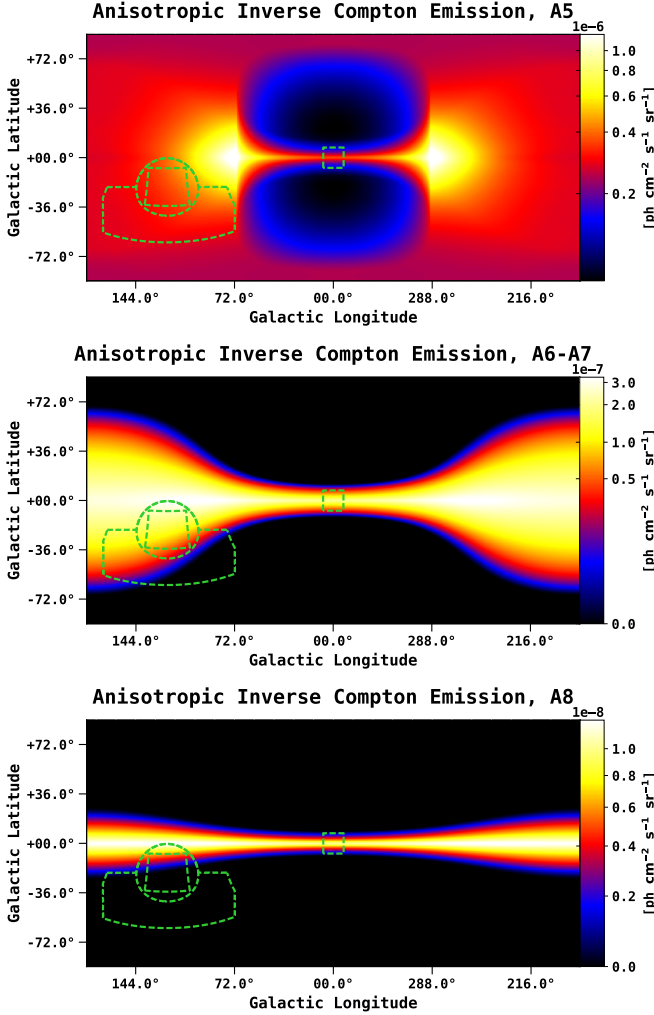 Anisotropic Inverse Compton Emission, A5
1e−6
+72.0°
+36.0°
+00.0°
-36.0°
-72.0°
Galactic Latitude
1.0
0.8
0.6
0.4
0.2
[ph cm⁻² s⁻¹ sr⁻¹]
144.0° 72.0° 00.0° 288.0° 216.0°
Galactic Longitude
Anisotropic Inverse Compton Emission, A6-A7
1e−7
+72.0°
+36.0°
+00.0°
-36.0°
-72.0°
Galactic Latitude
3.0
2.0
1.0
0.5
0.0
[ph cm⁻² s⁻¹ sr⁻¹]
144.0° 72.0° 00.0° 288.0° 216.0°
Galactic Longitude
Anisotropic Inverse Compton Emission, A8
1e−8
+72.0°
+36.0°
+00.0°
-36.0°
-72.0°
Galactic Latitude
1.0
0.8
0.6
0.4
0.2
0.0
[ph cm⁻² s⁻¹ sr⁻¹]
144.0° 72.0° 00.0° 288.0° 216.0°
Galactic Longitude